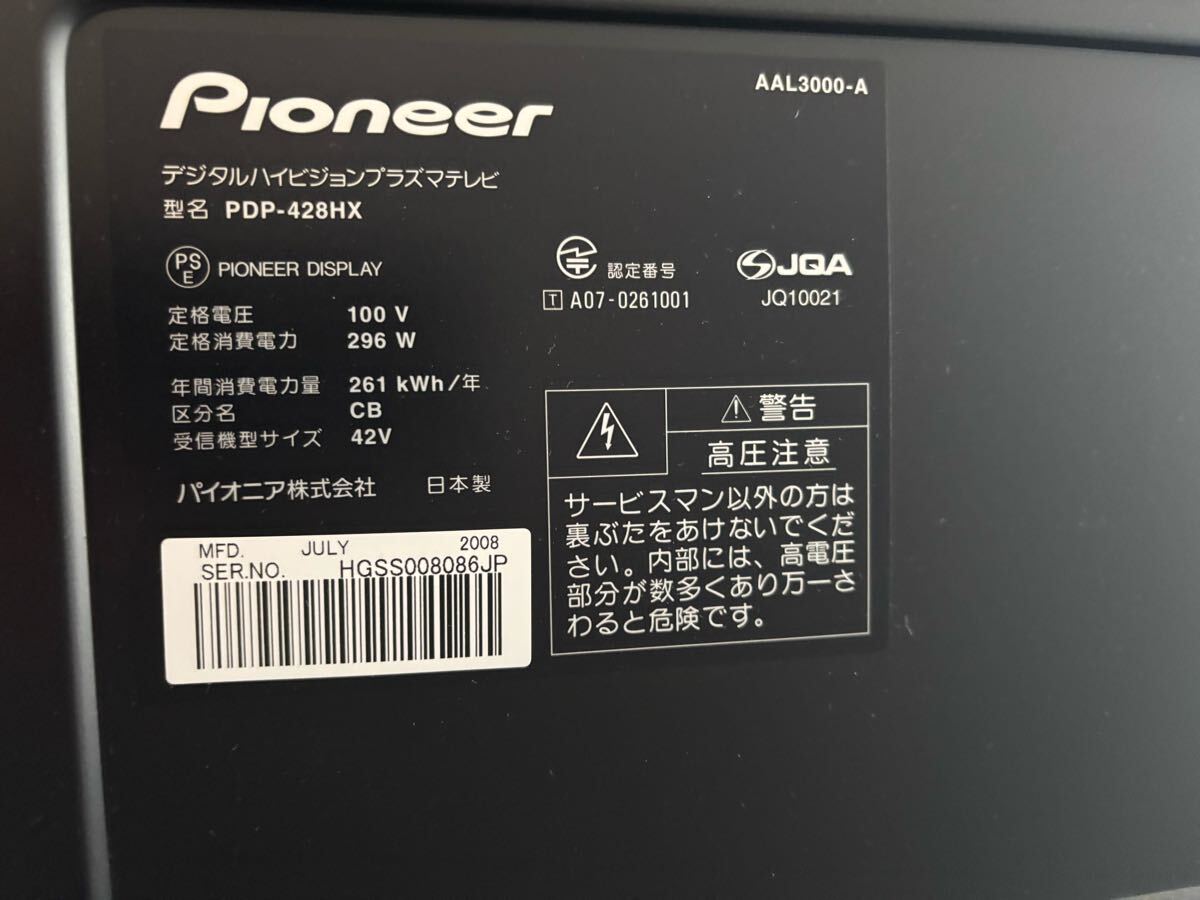 Pioneer
AAL3000-A
デジタルハイビジョンプラズマテレビ
型名 PDP-428HX
PS E PIONEER DISPLAY
認定番号
T A07-0261001
JQA
JQ10021
定格電圧 100 V
定格消費電力 296 W
年間消費電力量 261 kWh/年
区分名 CB
受信機型サイズ 42V
パイオニア株式会社 日本製
MFD. JULY 2008
SER.NO. HGSS008086JP
警告
高圧注意
サービスマン以外の方は
裏ぶたをあけないでくだ
さい。内部には、高電圧
部分が数多くあり万一さ
わると危険です。